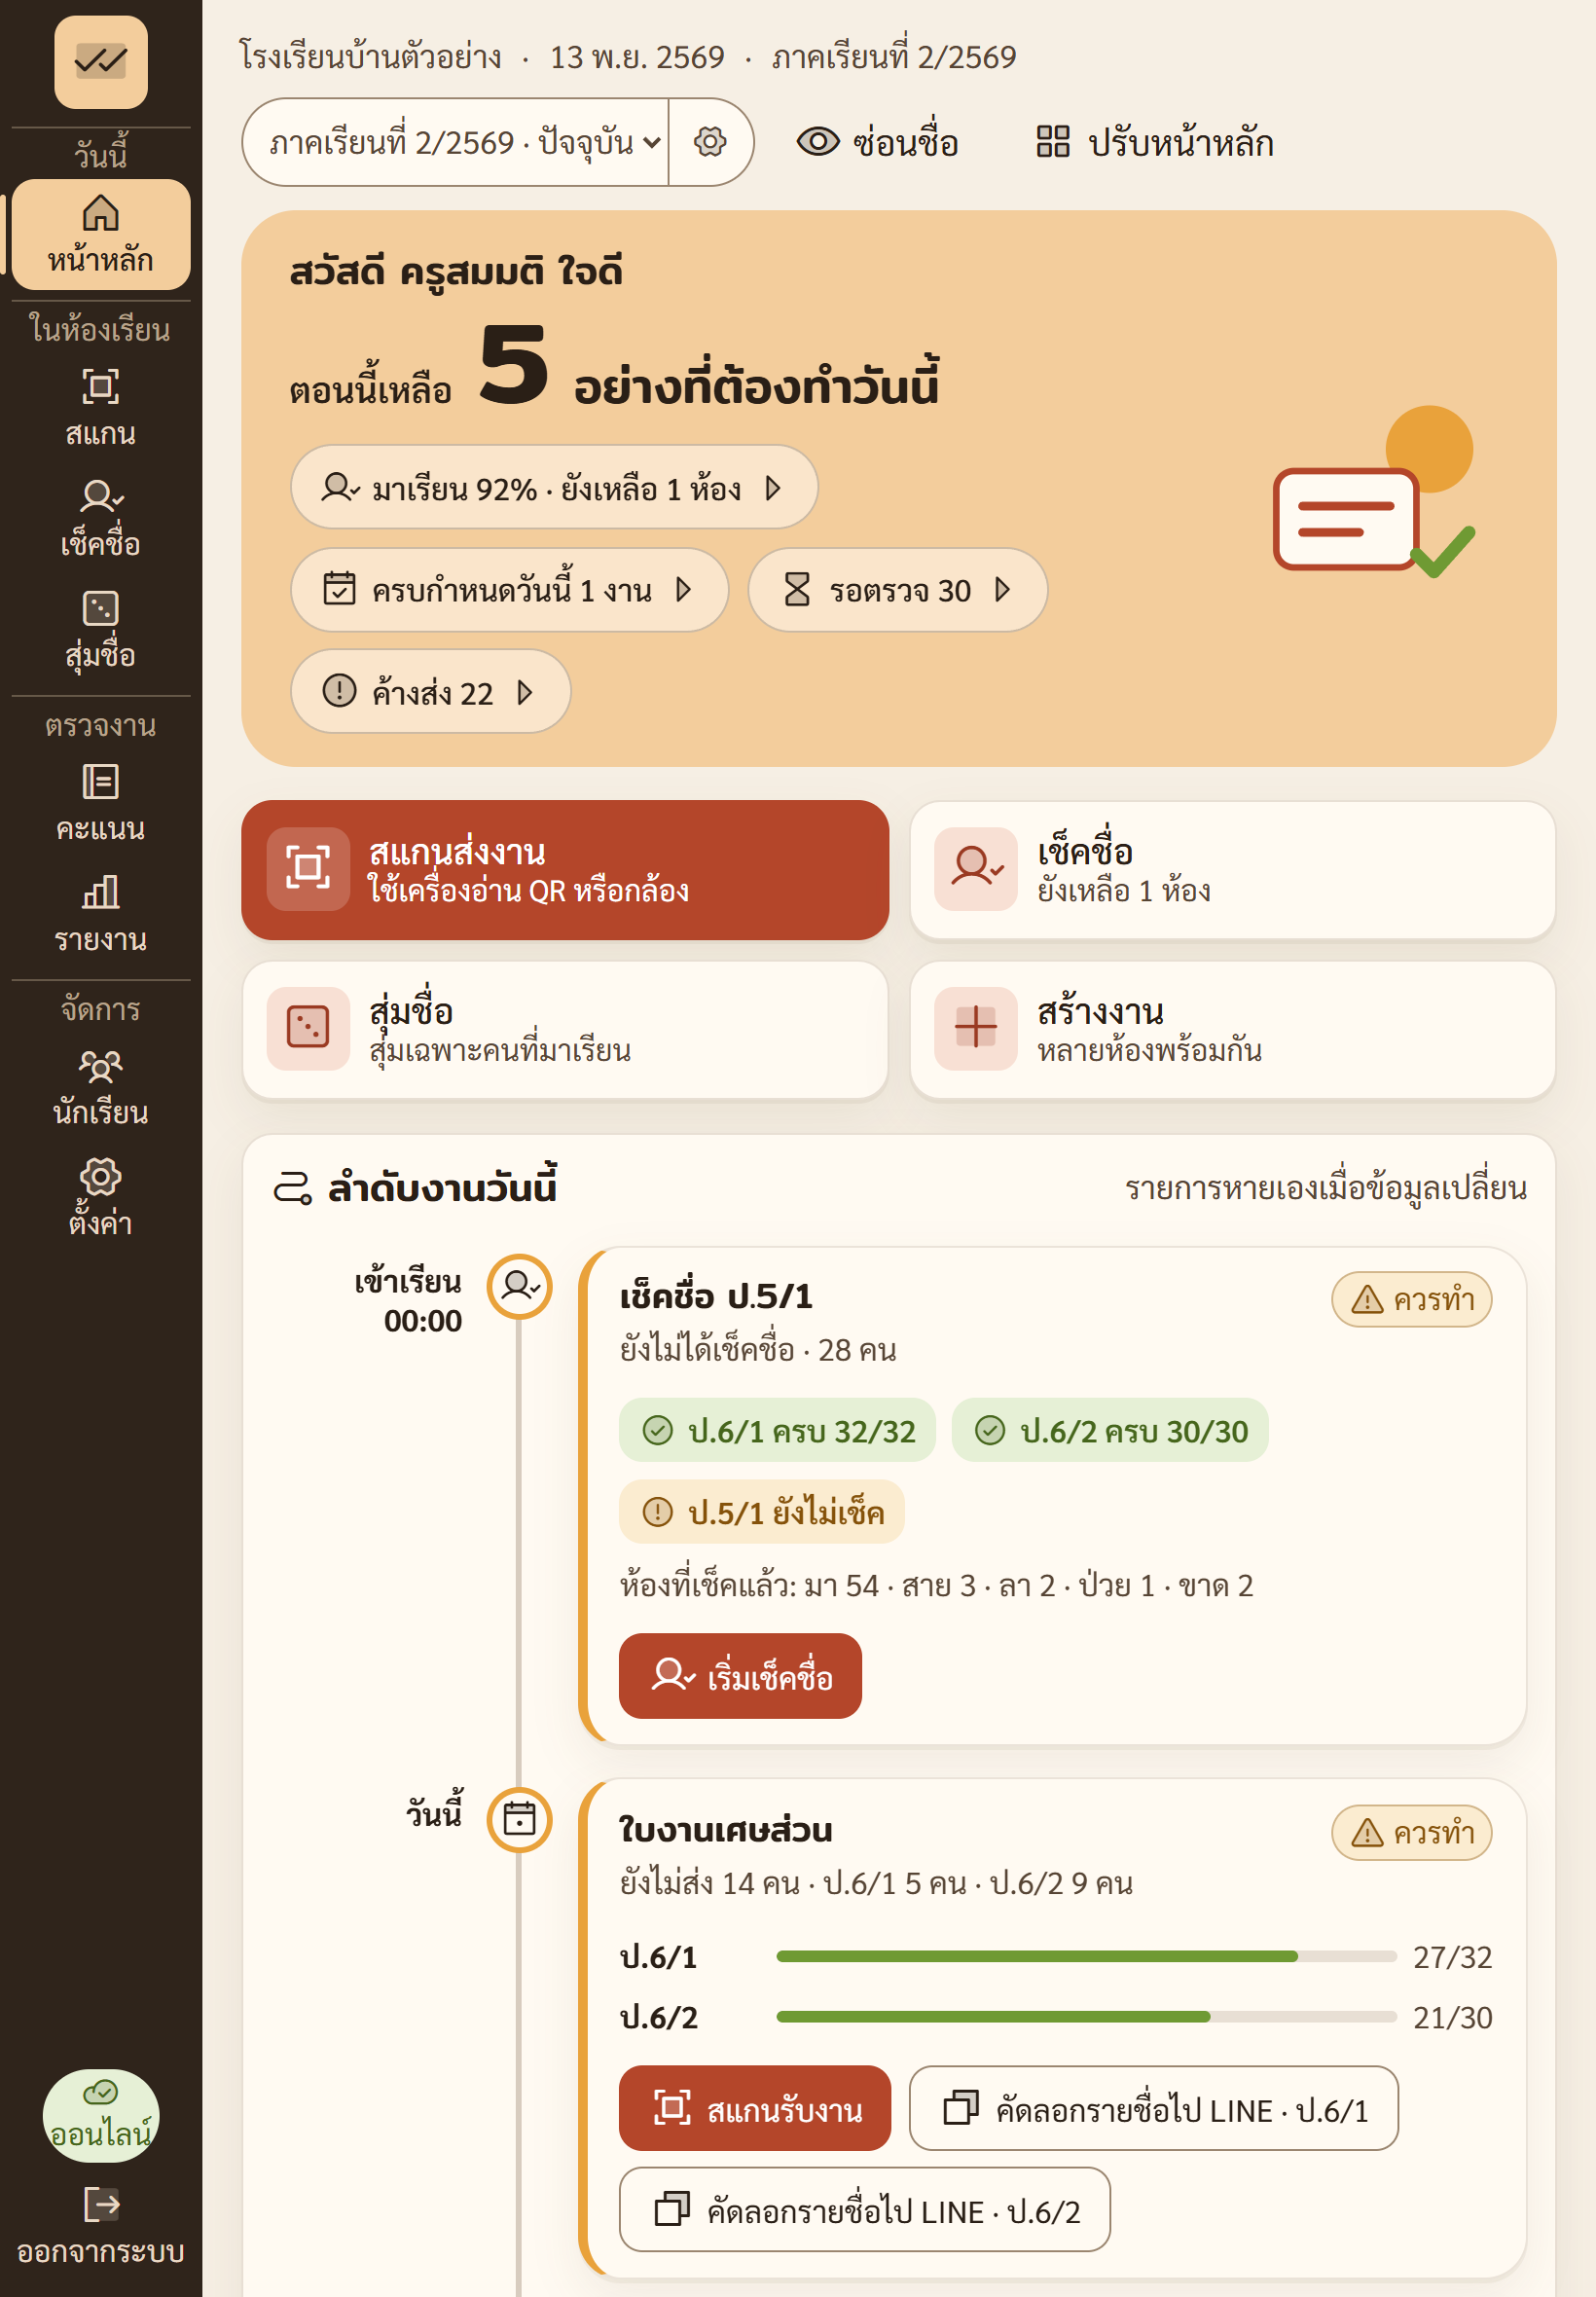 โรงเรียนบ้านตัวอย่าง · 13 พ.ย. 2569 · ภาคเรียนที่ 2/2569
ภาคเรียนที่ 2/2569 · ปัจจุบัน
ซ่อนชื่อ
ปรับหน้าหลัก
วันนี้
หน้าหลัก
ในห้องเรียน
สแกน
เช็คชื่อ
สุ่มชื่อ
ตรวจงาน
คะแนน
รายงาน
จัดการ
นักเรียน
ตั้งค่า
ออนไลน์
ออกจากระบบ
สวัสดี ครูสมมติ ใจดี
ตอนนี้เหลือ 5 อย่างที่ต้องทำวันนี้
มาเรียน 92% · ยังเหลือ 1 ห้อง
ครบกำหนดวันนี้ 1 งาน
รอตรวจ 30
ค้างส่ง 22
สแกนส่งงาน
ใช้เครื่องอ่าน QR หรือกล้อง
เช็คชื่อ
ยังเหลือ 1 ห้อง
สุ่มชื่อ
สุ่มเฉพาะคนที่มาเรียน
สร้างงาน
หลายห้องพร้อมกัน
ลำดับงานวันนี้
รายการหายเองเมื่อข้อมูลเปลี่ยน
เข้าเรียน
00:00
เช็คชื่อ ป.5/1
ควรทำ
ยังไม่ได้เช็คชื่อ · 28 คน
ป.6/1 ครบ 32/32
ป.6/2 ครบ 30/30
ป.5/1 ยังไม่เช็ค
ห้องที่เช็คแล้ว: มา 54 · สาย 3 · ลา 2 · ป่วย 1 · ขาด 2
เริ่มเช็คชื่อ
วันนี้
ใบงานเศษส่วน
ควรทำ
ยังไม่ส่ง 14 คน · ป.6/1 5 คน · ป.6/2 9 คน
ป.6/1 27/32
ป.6/2 21/30
สแกนรับงาน
คัดลอกรายชื่อไป LINE · ป.6/1
คัดลอกรายชื่อไป LINE · ป.6/2